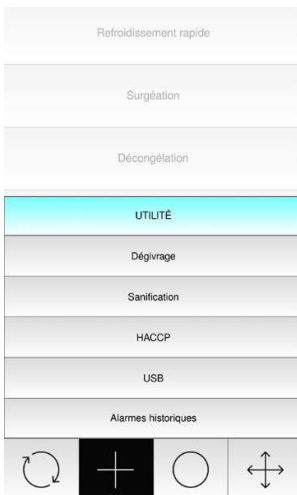 Refroidissement rapide
Surgéation
Décongélation
UTILITÉ
Dégivrage
Sanification
HACCP
USB
Alarmes historiques